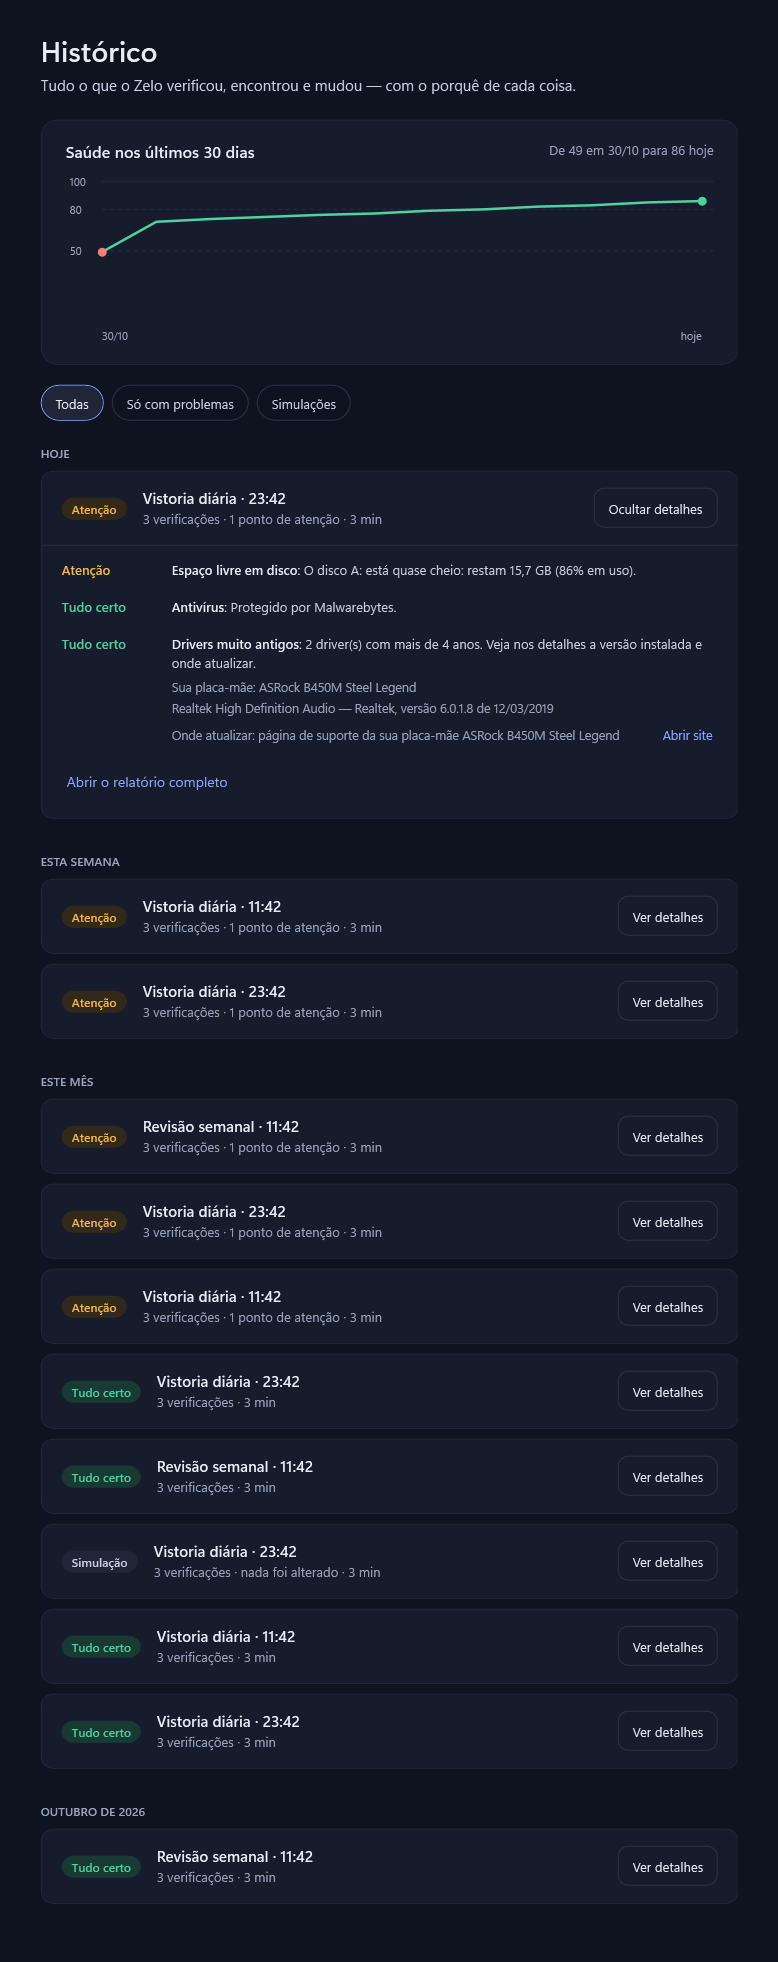 Histórico
Tudo o que o Zelo verificou, encontrou e mudou — com o porquê de cada coisa.
Saúde nos últimos 30 dias
De 49 em 30/10 para 86 hoje
100
80
50
30/10
hoje
Todas
Só com problemas
Simulações
HOJE
Atenção
Vistoria diária · 23:42
3 verificações · 1 ponto de atenção · 3 min
Ocultar detalhes
Atenção
Espaço livre em disco: O disco A: está quase cheio: restam 15,7 GB (86% em uso).
Tudo certo
Antivírus: Protegido por Malwarebytes.
Tudo certo
Drivers muito antigos: 2 driver(s) com mais de 4 anos. Veja nos detalhes a versão instalada e
onde atualizar.
Sua placa-mãe: ASRock B450M Steel Legend
Realtek High Definition Audio — Realtek, versão 6.0.1.8 de 12/03/2019
Onde atualizar: página de suporte da sua placa-mãe ASRock B450M Steel Legend
Abrir site
Abrir o relatório completo
ESTA SEMANA
Atenção
Vistoria diária · 11:42
3 verificações · 1 ponto de atenção · 3 min
Ver detalhes
Atenção
Vistoria diária · 23:42
3 verificações · 1 ponto de atenção · 3 min
Ver detalhes
ESTE MÊS
Atenção
Revisão semanal · 11:42
3 verificações · 1 ponto de atenção · 3 min
Ver detalhes
Atenção
Vistoria diária · 23:42
3 verificações · 1 ponto de atenção · 3 min
Ver detalhes
Atenção
Vistoria diária · 11:42
3 verificações · 1 ponto de atenção · 3 min
Ver detalhes
Tudo certo
Vistoria diária · 23:42
3 verificações · 3 min
Ver detalhes
Tudo certo
Revisão semanal · 11:42
3 verificações · 3 min
Ver detalhes
Simulação
Vistoria diária · 23:42
3 verificações · nada foi alterado · 3 min
Ver detalhes
Tudo certo
Vistoria diária · 11:42
3 verificações · 3 min
Ver detalhes
Tudo certo
Vistoria diária · 23:42
3 verificações · 3 min
Ver detalhes
OUTUBRO DE 2026
Tudo certo
Revisão semanal · 11:42
3 verificações · 3 min
Ver detalhes